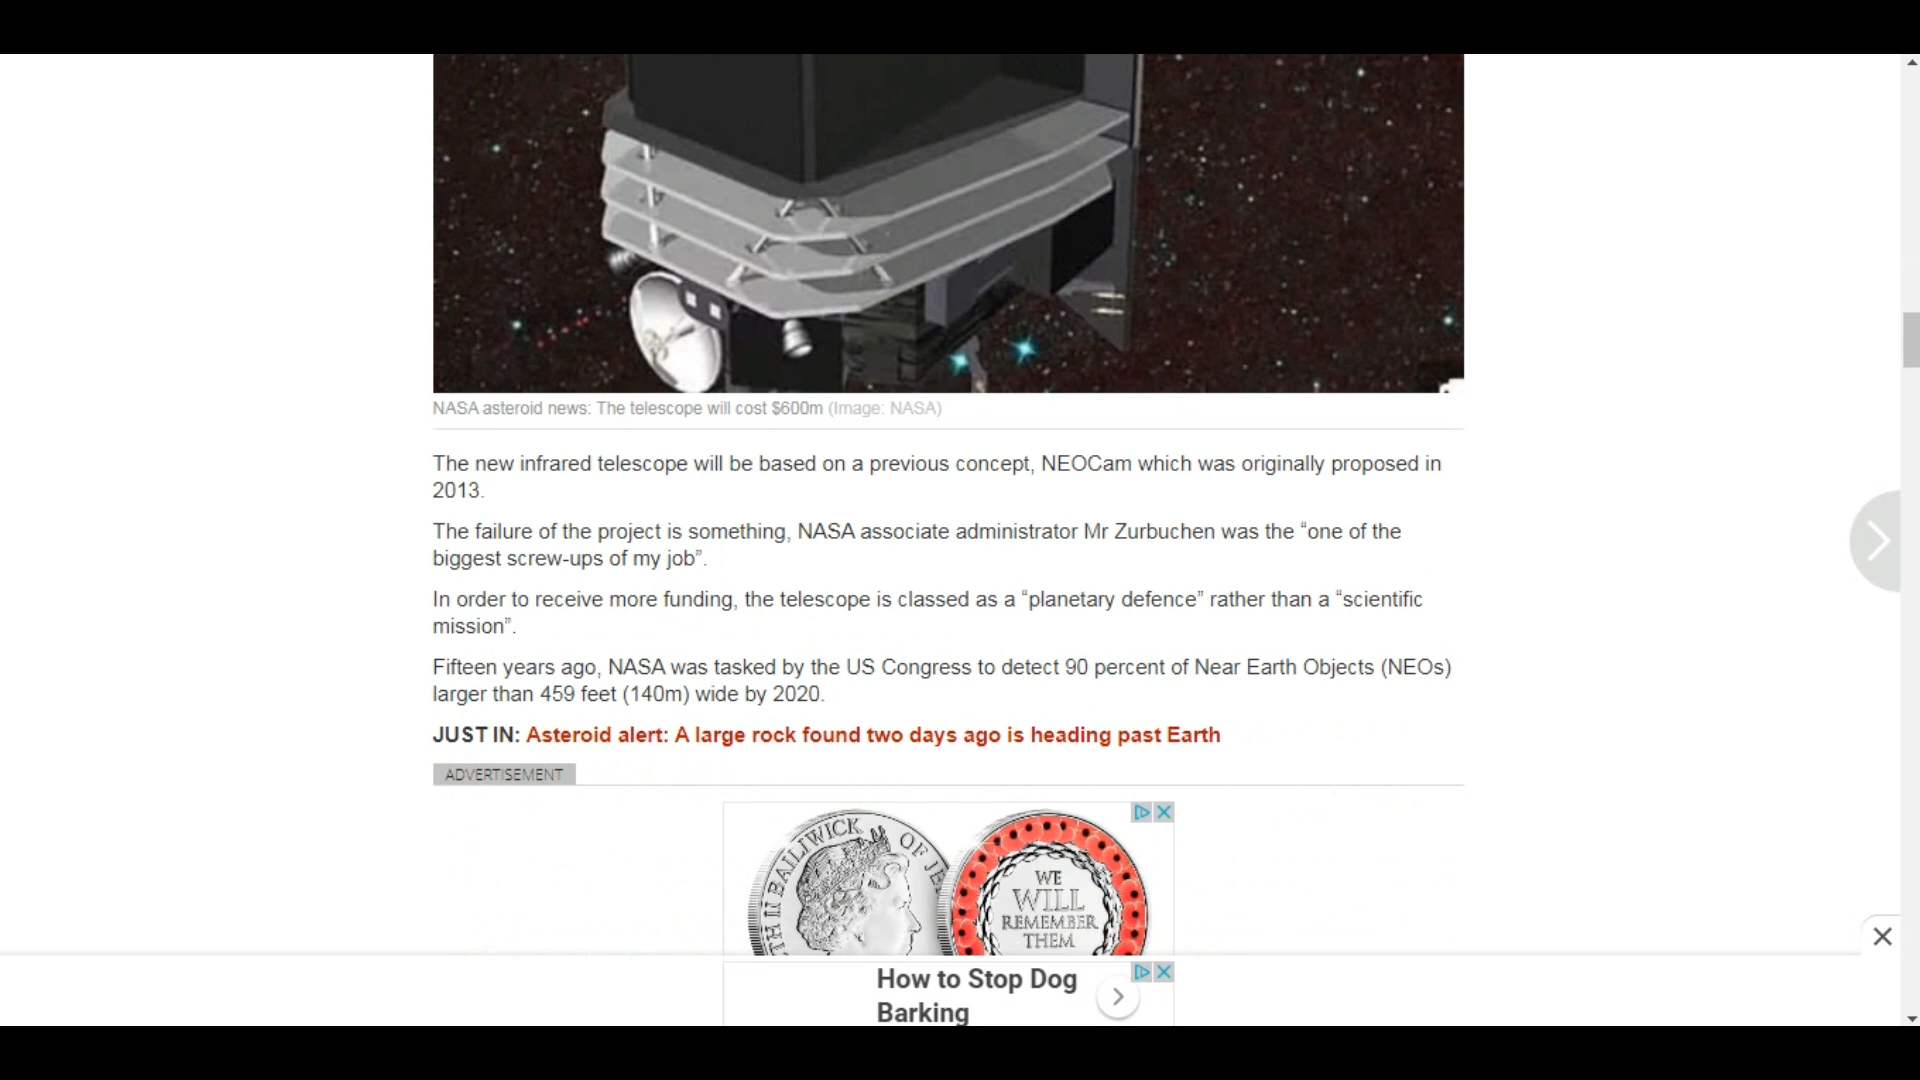 NASA asteroid news: The telescope will cost $600m (Image: NASA)
The new infrared telescope will be based on a previous concept, NEOCam which was originally proposed in
2013.
The failure of the project is something, NASA associate administrator Mr Zurbuchen was the “one of the
biggest screw-ups of my job”.
In order to receive more funding, the telescope is classed as a “planetary defence” rather than a “scientific
mission”.
Fifteen years ago, NASA was tasked by the US Congress to detect 90 percent of Near Earth Objects (NEOs)
larger than 459 feet (140m) wide by 2020.
JUST IN: Asteroid alert: A large rock found two days ago is heading past Earth
ADVERTISEMENT
TH II BAILIWICK OF JE
WE
WILL
REMEMBER
THEM
How to Stop Dog
Barking